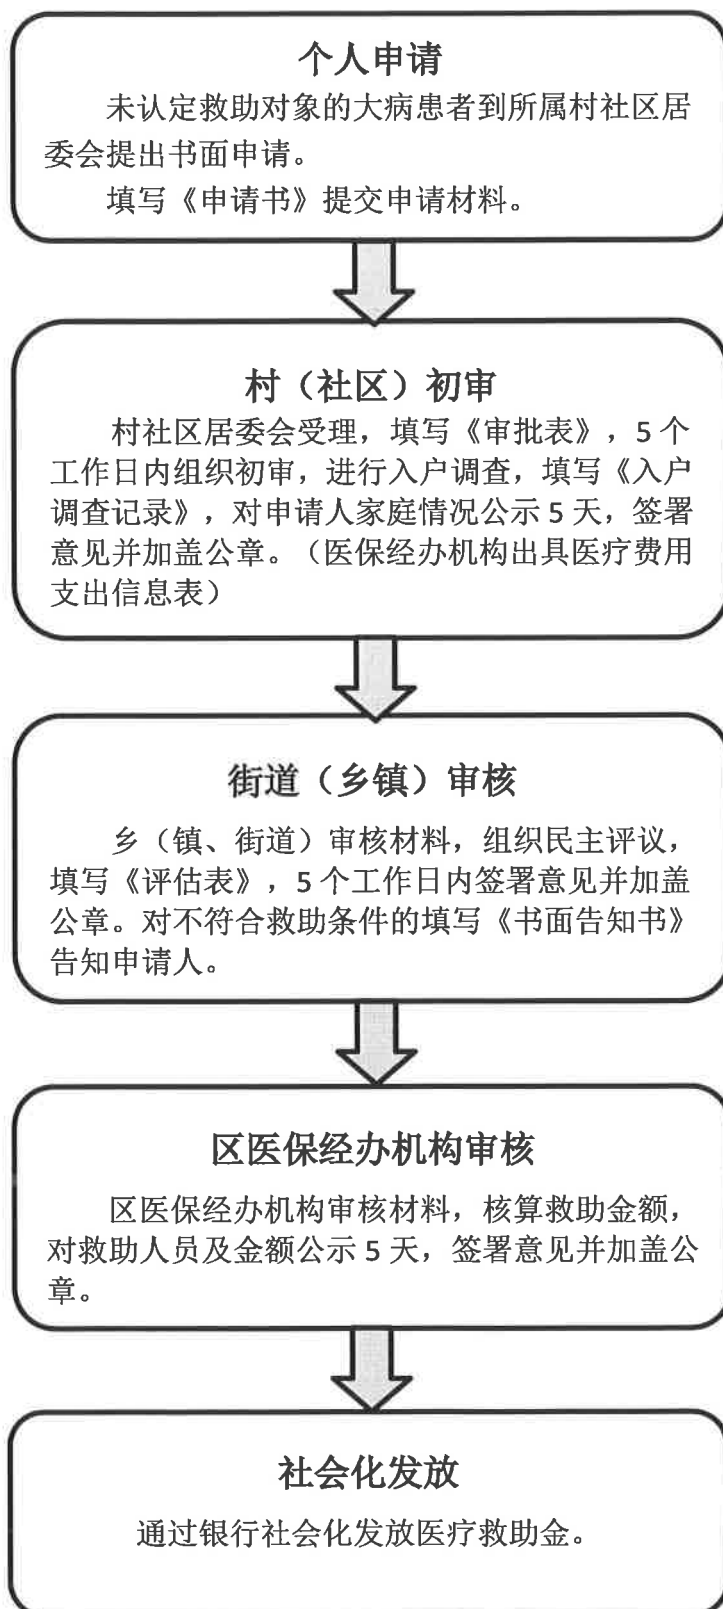 个人申请
未认定救助对象的大病患者到所属村社区居
委会提出书面申请。
填写《申请书》提交申请材料。
村（社区）初审
村社区居委会受理，填写《审批表》，5 个
工作日内组织初审，进行入户调查，填写《入户
调查记录》，对申请人家庭情况公示 5 天，签署
意见并加盖公章。（医保经办机构出具医疗费用
支出信息表）
街道（乡镇）审核
乡（镇、街道）审核材料，组织民主评议，
填写《评估表》，5 个工作日内签署意见并加盖
公章。对不符合救助条件的填写《书面告知书》
告知申请人。
区医保经办机构审核
区医保经办机构审核材料，核算救助金额，
对救助人员及金额公示 5 天，签署意见并加盖公
章。
社会化发放
通过银行社会化发放医疗救助金。